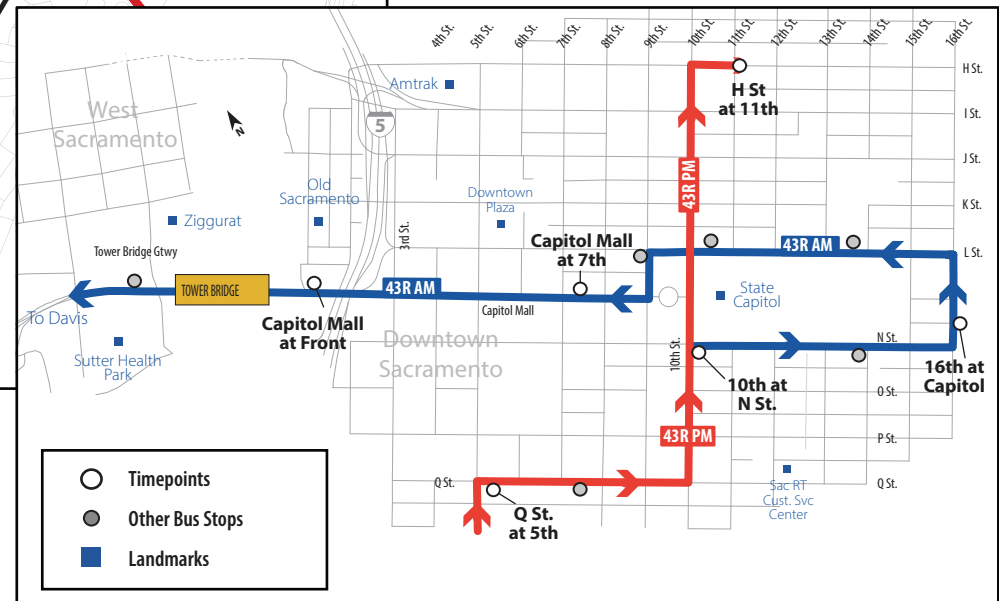 4th St.
5th St.
6th St.
7th St.
8th St.
9th St.
10th St.
11th St.
12th St.
13th St.
14th St.
15th St.
16th St.
H St.
Amtrak
H St
at 11th
West
Sacramento
N
5
I St.
J St.
43R PM
Old
Sacramento
Downtown
Plaza
K St.
Ziggurat
3rd St.
Capitol Mall
at 7th
43R AM
L St.
Tower Bridge Gtwy
TOWER BRIDGE
43R AM
State
Capitol
Capitol Mall
To Davis
Capitol Mall
at Front
Downtown
Sacramento
10th St.
N St.
Sutter Health
Park
16th at
Capitol
10th at
N St.
O St.
43R PM
P St.
Q St.
Q St.
Sac RT
Cust. Svc
Center
Q St.
at 5th
Timepoints
Other Bus Stops
Landmarks